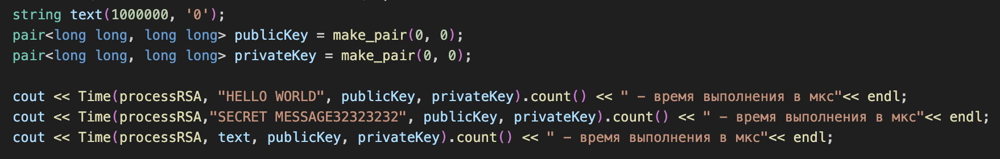 string text(1000000, '0');
pair<long long, long long> publicKey = make_pair(0, 0);
pair<long long, long long> privateKey = make_pair(0, 0);
cout << Time(processRSA, "HELLO WORLD", publicKey, privateKey).count() << " - время выполнения в мкс"<< endl;
cout << Time(processRSA,"SECRET MESSAGE32323232", publicKey, privateKey).count() << " - время выполнения в мкс"<< endl;
cout << Time(processRSA, text, publicKey, privateKey).count() << " - время выполнения в мкс"<< endl;